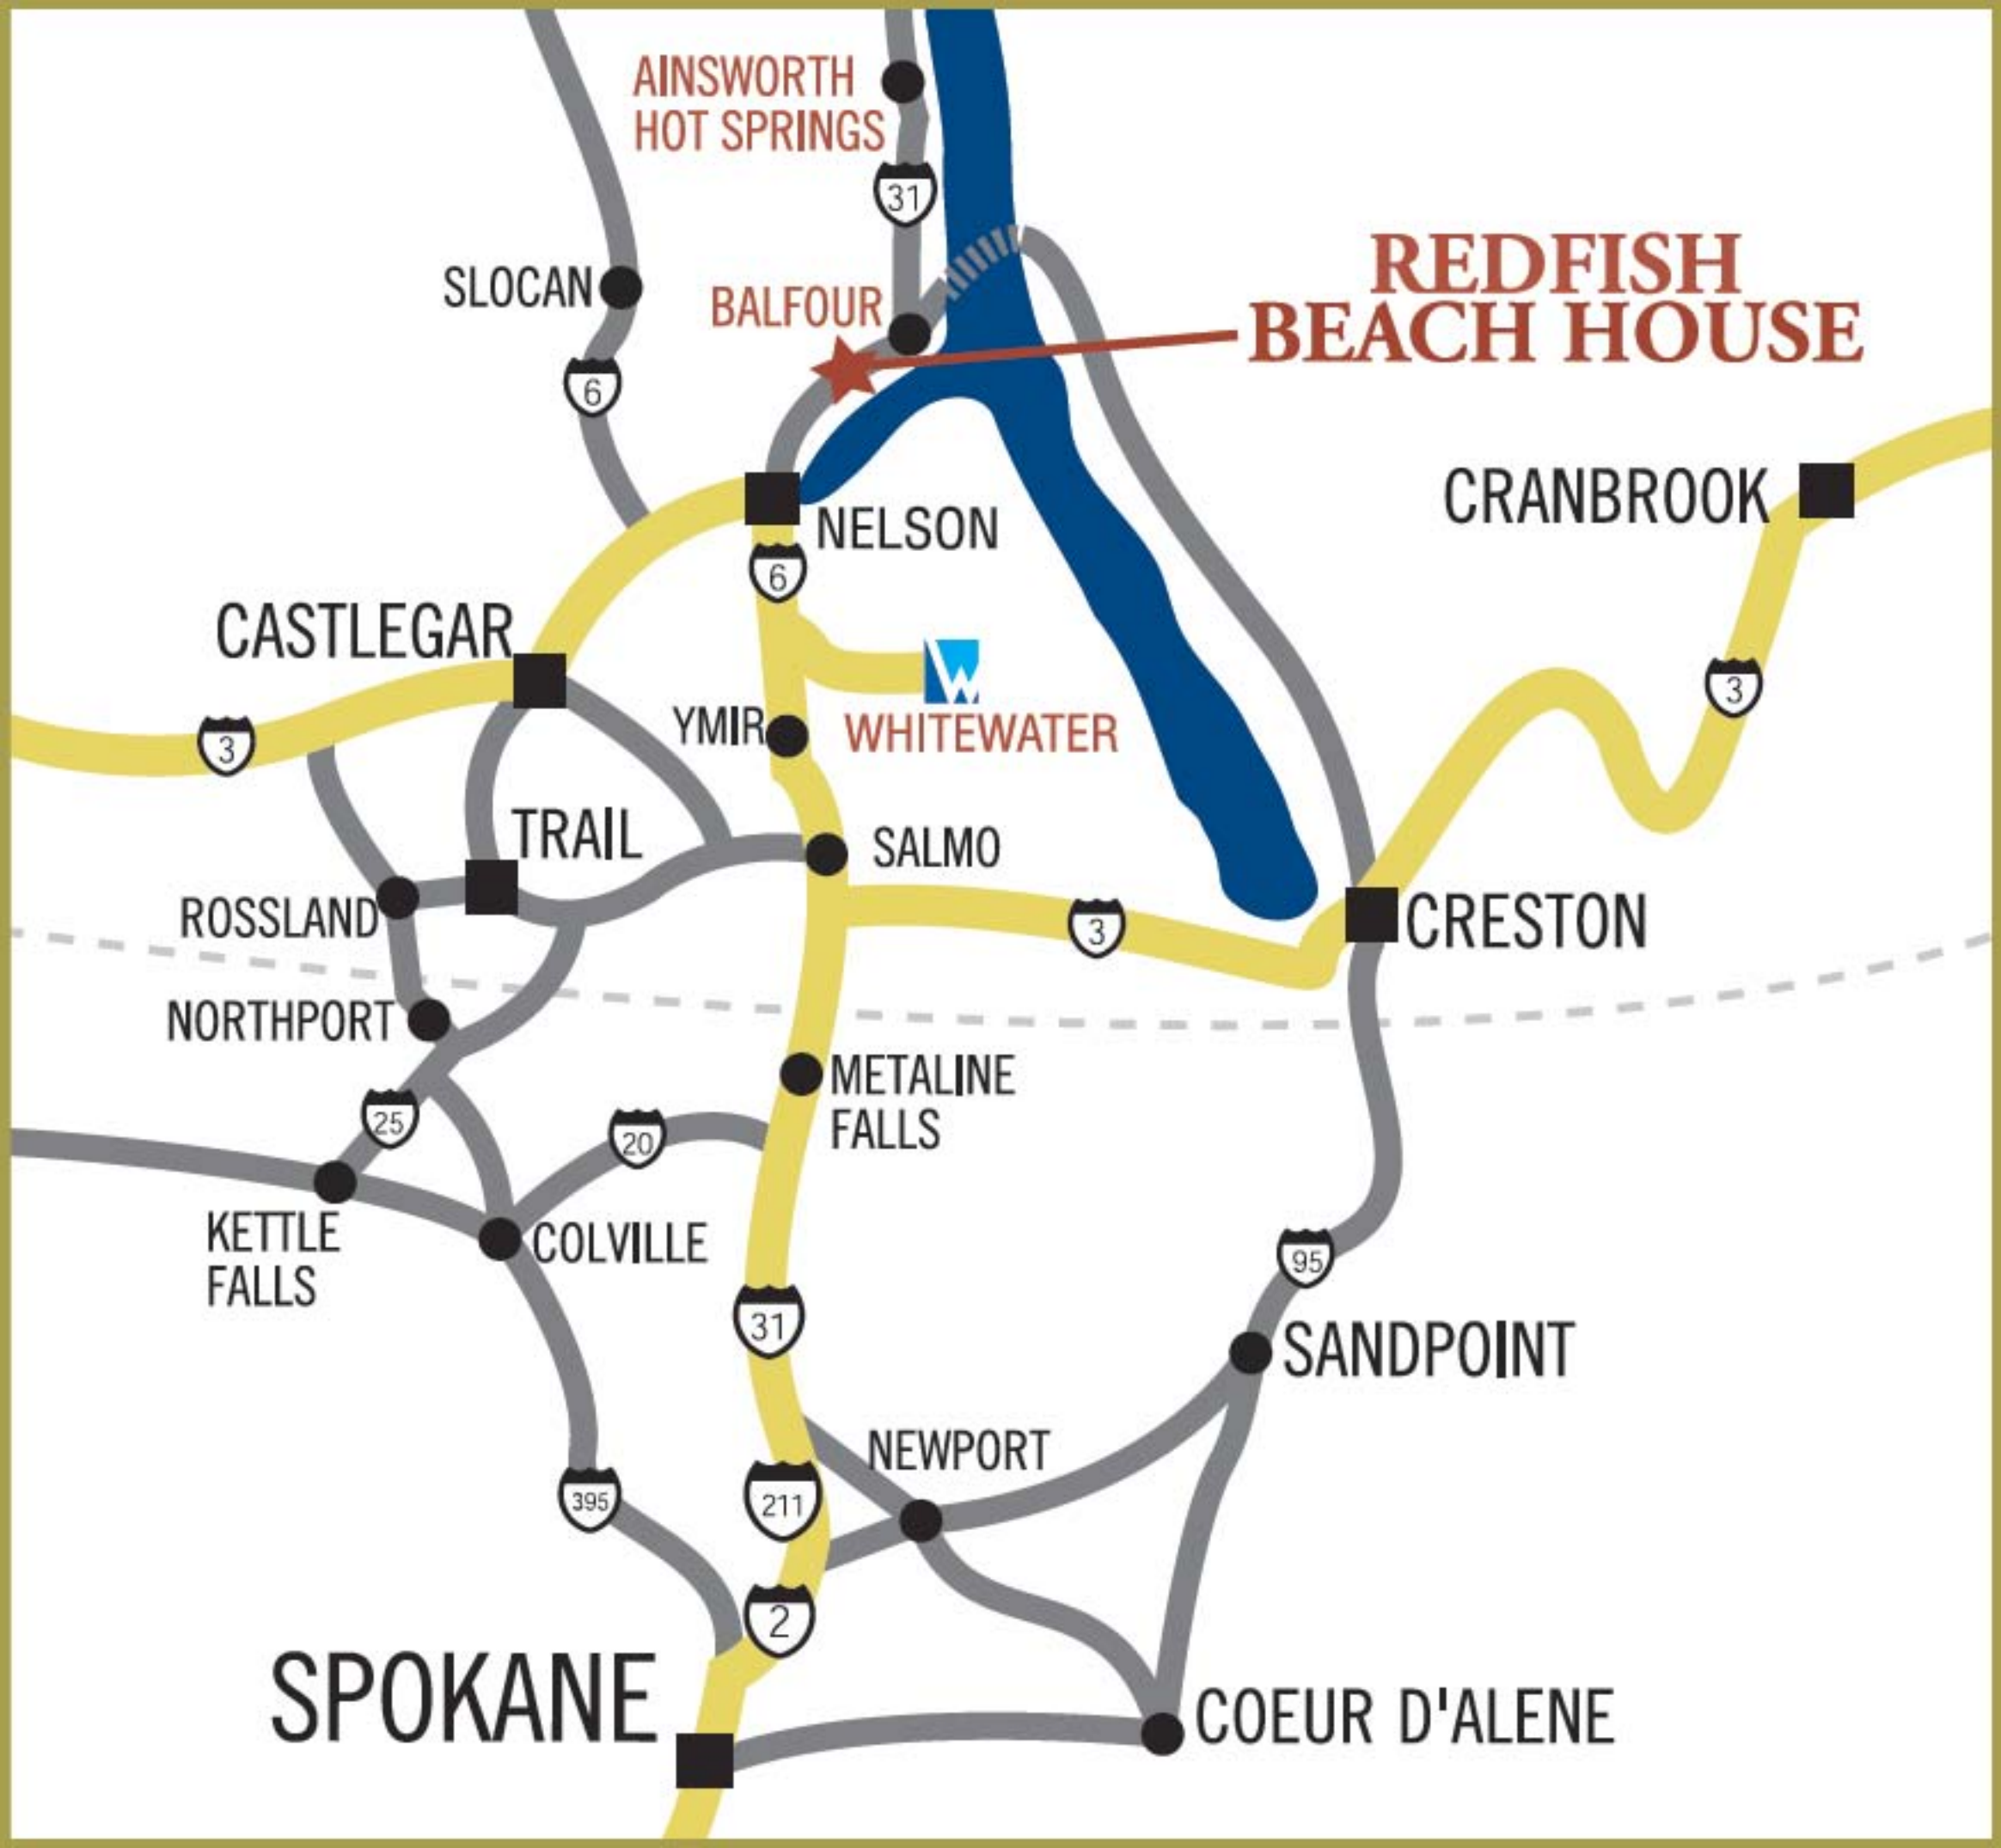 AINSWORTH
HOT SPRINGS
31
REDFISH
BEACH HOUSE
SLOCAN
BALFOUR
6
CRANBROOK
NELSON
6
CASTLEGAR
W
3
YMIR
WHITEWATER
3
TRAIL
SALMO
ROSSLAND
3
CRESTON
NORTHPORT
METALINE
FALLS
25
20
KETTLE
FALLS
COLVILLE
95
31
SANDPOINT
NEWPORT
395
211
2
SPOKANE
COEUR D'ALENE